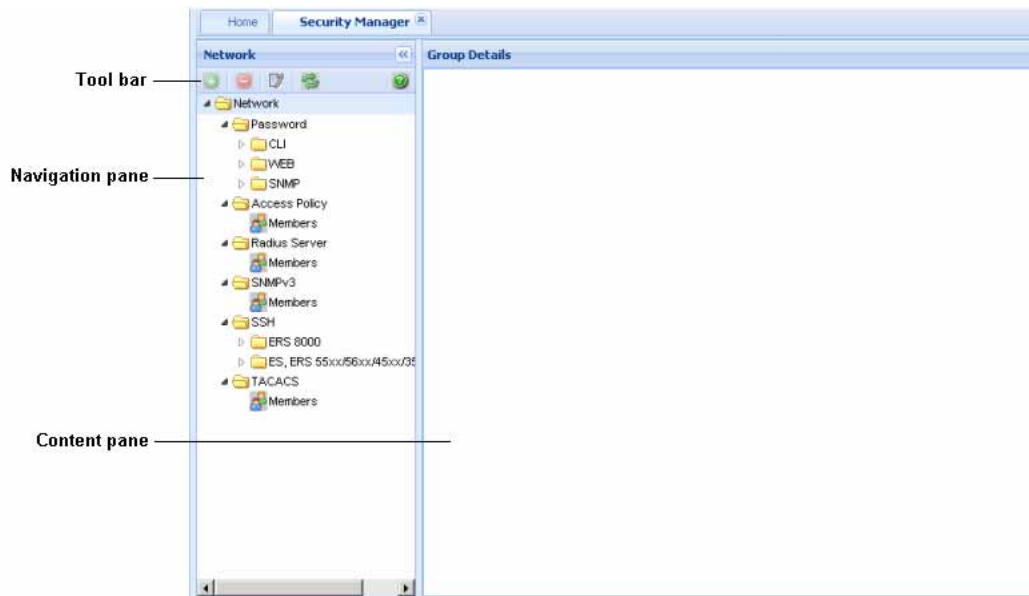 Home
Security Manager
Network
Group Details
Tool bar
Network
Password
CLI
Navigation pane
WEB
SNMP
Access Policy
Members
Radius Server
Members
SNMPv3
Members
SSH
ERS 8000
ES, ERS 55xx/56xx/45xx/35
TACACS
Members
Content pane